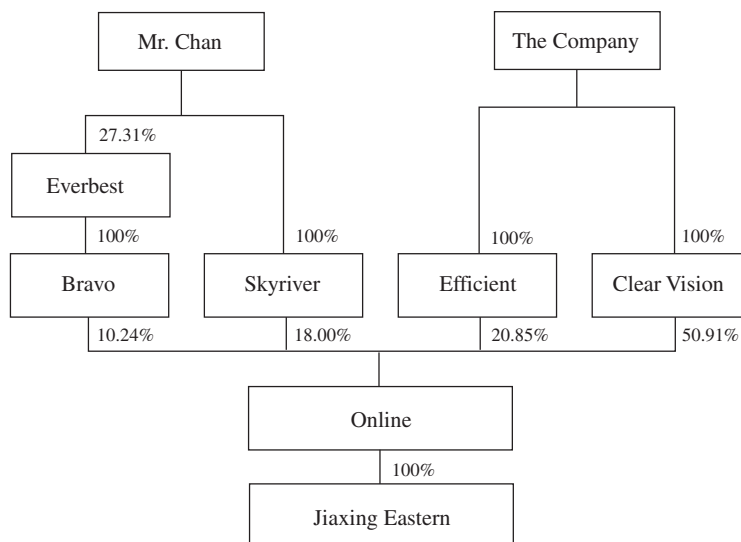 Mr. Chan
The Company
27.31%
Everbest
100%
100%
100%
100%
Bravo
Skyriver
Efficient
Clear Vision
10.24%
18.00%
20.85%
50.91%
Online
100%
Jiaxing Eastern